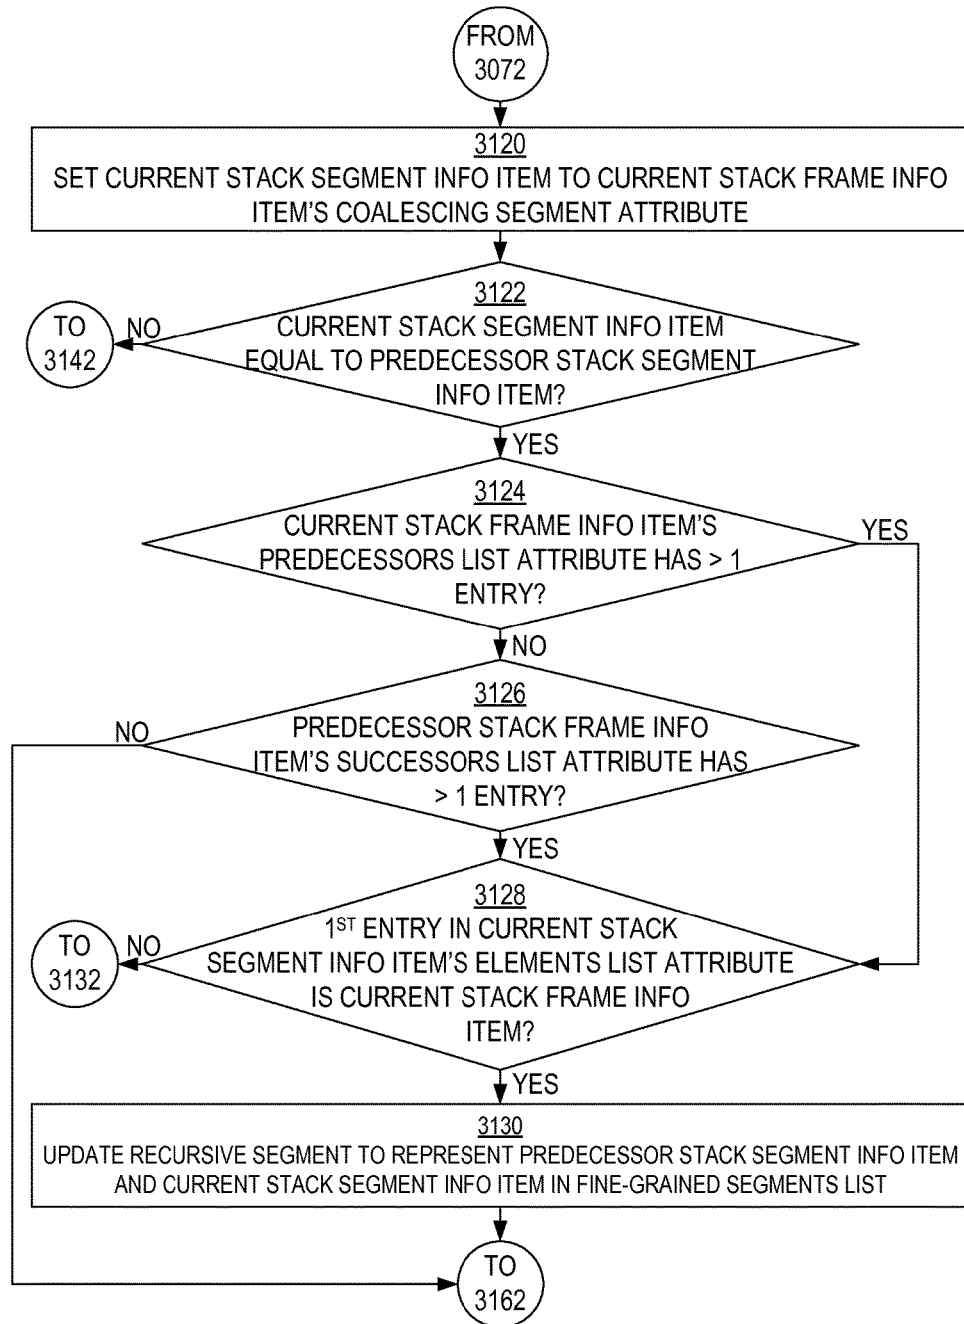 FROM
3072
3120
SET CURRENT STACK SEGMENT INFO ITEM TO CURRENT STACK FRAME INFO
ITEM'S COALESCING SEGMENT ATTRIBUTE
3122
CURRENT STACK SEGMENT INFO ITEM
EQUAL TO PREDECESSOR STACK SEGMENT
INFO ITEM?
NO
TO
3142
YES
3124
CURRENT STACK FRAME INFO ITEM'S
PREDECESSORS LIST ATTRIBUTE HAS > 1
ENTRY?
YES
NO
3126
PREDECESSOR STACK FRAME INFO
ITEM'S SUCCESSORS LIST ATTRIBUTE HAS
> 1 ENTRY?
NO
YES
3128
1ST ENTRY IN CURRENT STACK
SEGMENT INFO ITEM'S ELEMENTS LIST ATTRIBUTE
IS CURRENT STACK FRAME INFO
ITEM?
NO
TO
3132
YES
3130
UPDATE RECURSIVE SEGMENT TO REPRESENT PREDECESSOR STACK SEGMENT INFO ITEM
AND CURRENT STACK SEGMENT INFO ITEM IN FINE-GRAINED SEGMENTS LIST
TO
3162